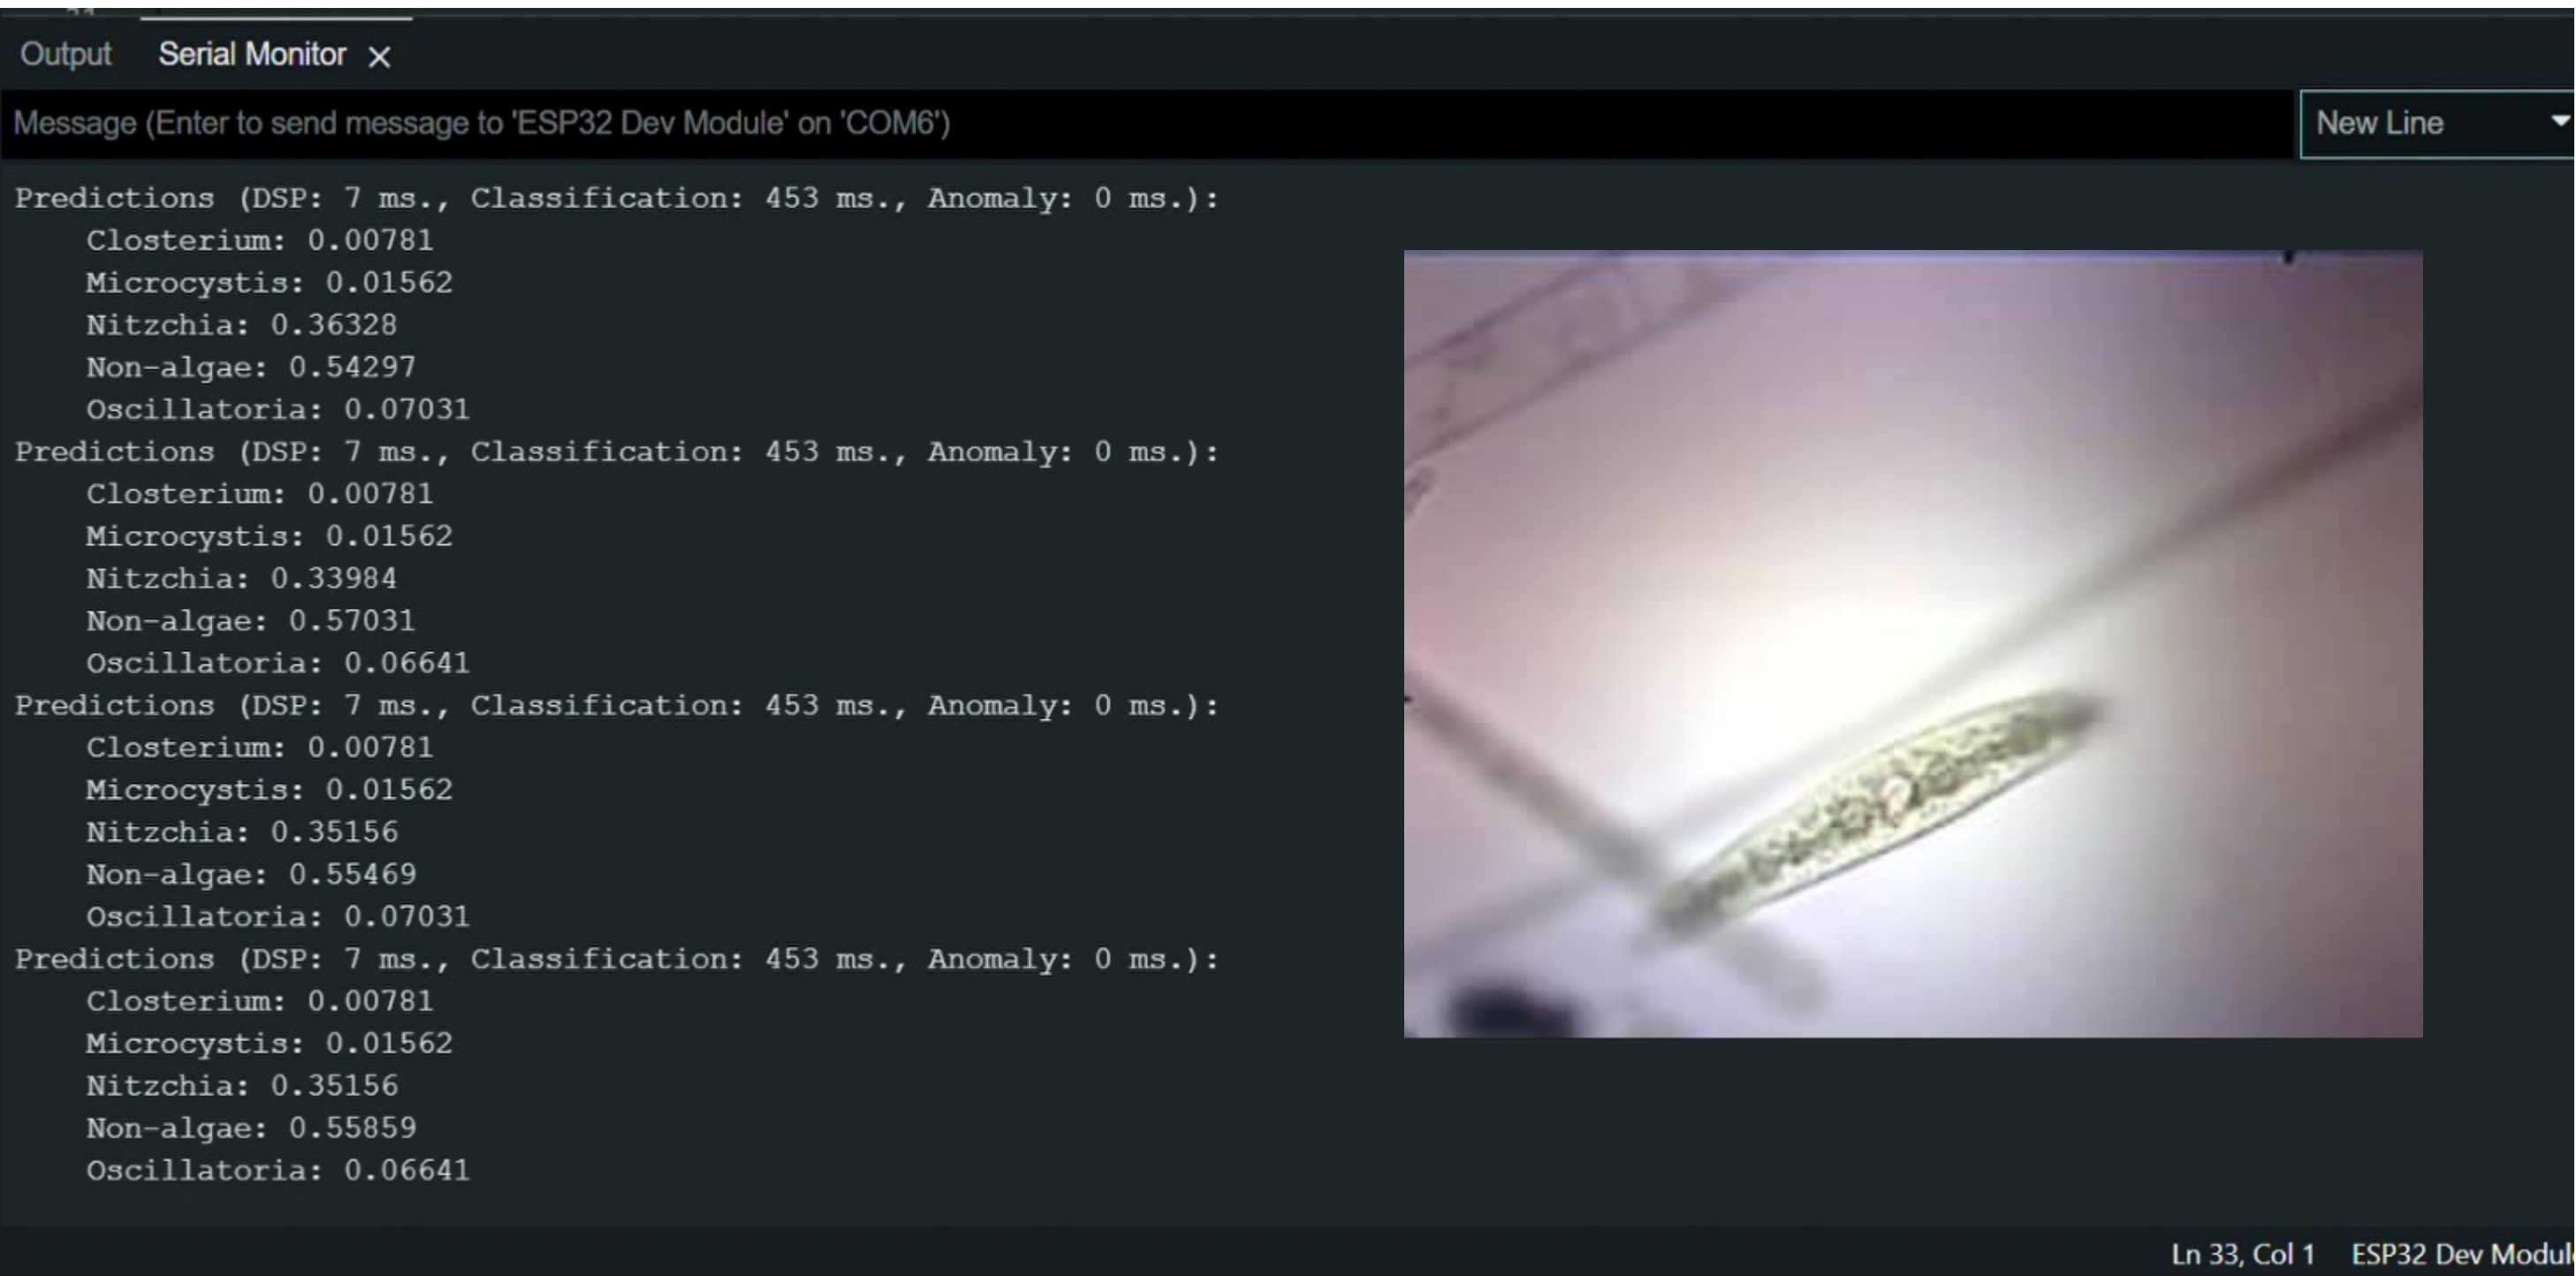 Output Serial Monitor
Message (Enter to send message to 'ESP32 Dev Module' on 'COM6') New Line
Predictions (DSP: 7 ms., Classification: 453 ms., Anomaly: 0 ms.):
Closterium: 0.00781
Microcystis: 0.01562
Nitzchia: 0.36328
Non-algae: 0.54297
Oscillatoria: 0.07031
Predictions (DSP: 7 ms., Classification: 453 ms., Anomaly: 0 ms.):
Closterium: 0.00781
Microcystis: 0.01562
Nitzchia: 0.33984
Non-algae: 0.57031
Oscillatoria: 0.06641
Predictions (DSP: 7 ms., Classification: 453 ms., Anomaly: 0 ms.):
Closterium: 0.00781
Microcystis: 0.01562
Nitzchia: 0.35156
Non-algae: 0.55469
Oscillatoria: 0.07031
Predictions (DSP: 7 ms., Classification: 453 ms., Anomaly: 0 ms.):
Closterium: 0.00781
Microcystis: 0.01562
Nitzchia: 0.35156
Non-algae: 0.55859
Oscillatoria: 0.06641
Ln 33, Col 1 ESP32 Dev